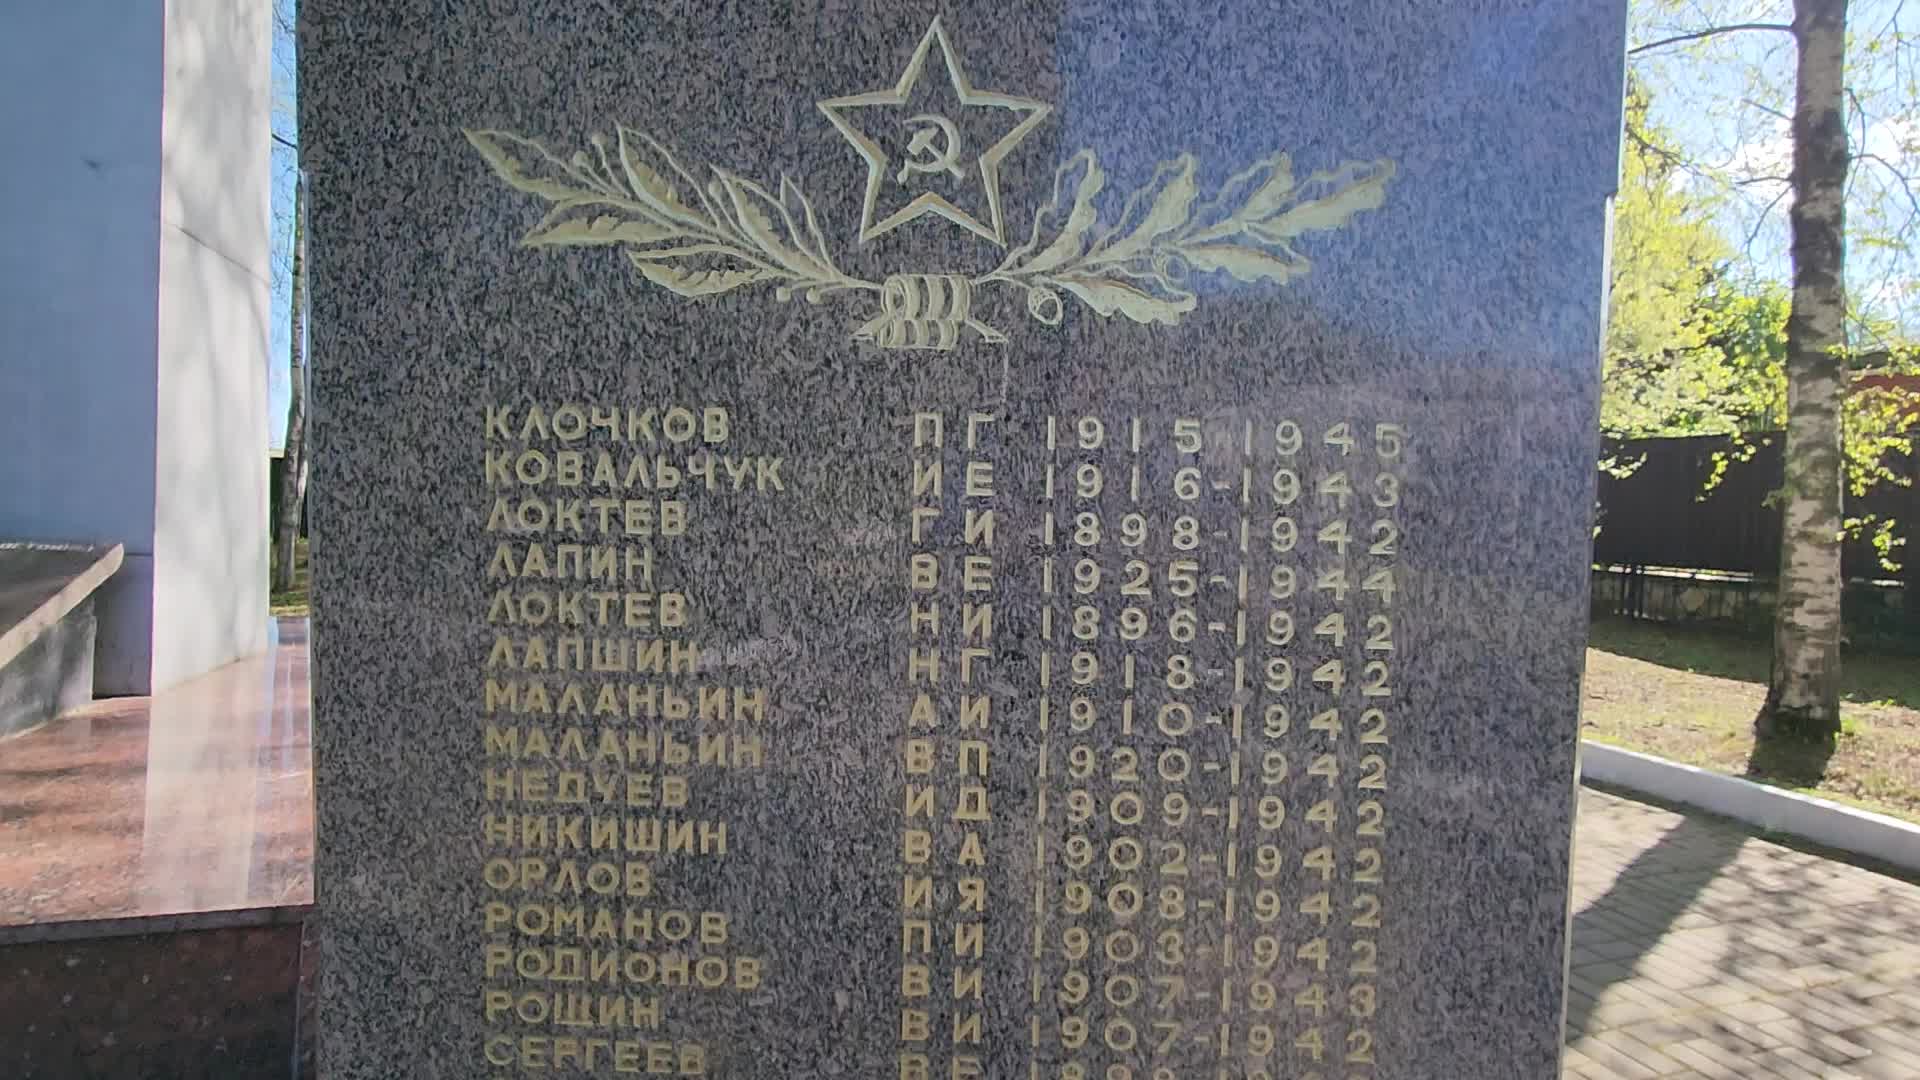 КЛОЧКОВ П Г 1915-1945
КОВАЛЬЧУК И Е 1916-1943
ЛОКТЕВ Г И 1898-1942
ЛАПИН В Е 1925-1944
ЛОКТЕВ Н И 1896-1942
ЛАПШИН Н Г 1918-1942
МАЛАНЬИН А И 1910-1942
МАЛАНЬИН В П 1920-1942
НЕДУЕВ И Д 1909-1942
НИКИШИН В А 1902-1942
ОРЛОВ И Я 1908-1942
РОМАНОВ П И 1903-1942
РОДИОНОВ В И 1907-1943
РОЩИН В И 1907-1942
СЕРГЕЕВ В